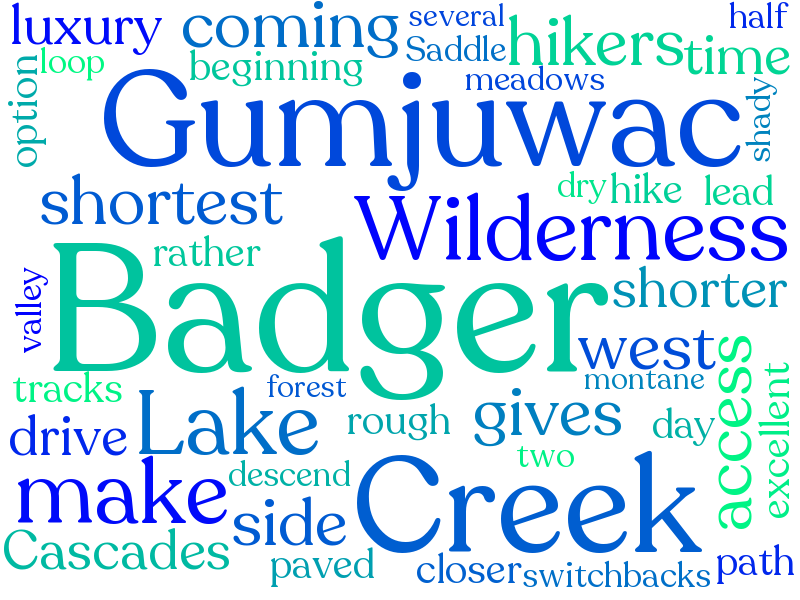 luxury
coming
several
half
loop
beginning
Saddle
hikers
time
option
Gumjuwac
meadows
shady
shortest
dry
hike
lead
Wilderness
rather
Badger
shorter
valley
west
montane
tracks
forest
access
excellent
drive
Lake
rough
gives
day
two
make
descend
side
Creek
Cascades
paved
closer
switchbacks
path